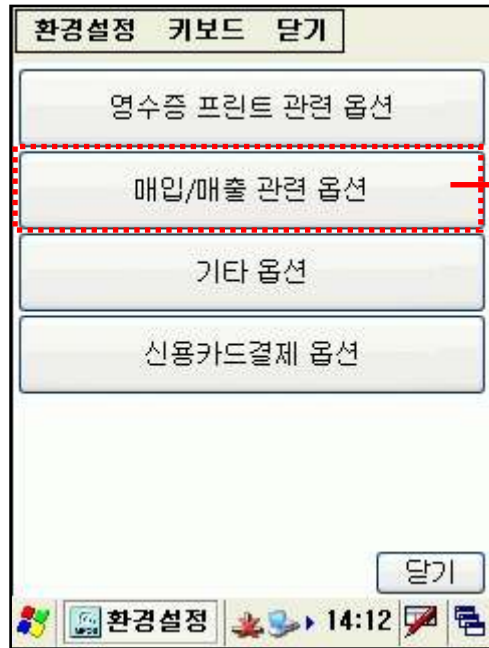 환경설정 키보드 닫기
영수증 프린트 관련 옵션
매입/매출 관련 옵션
기타 옵션
신용카드결제 옵션
닫기
환경설정 14:12